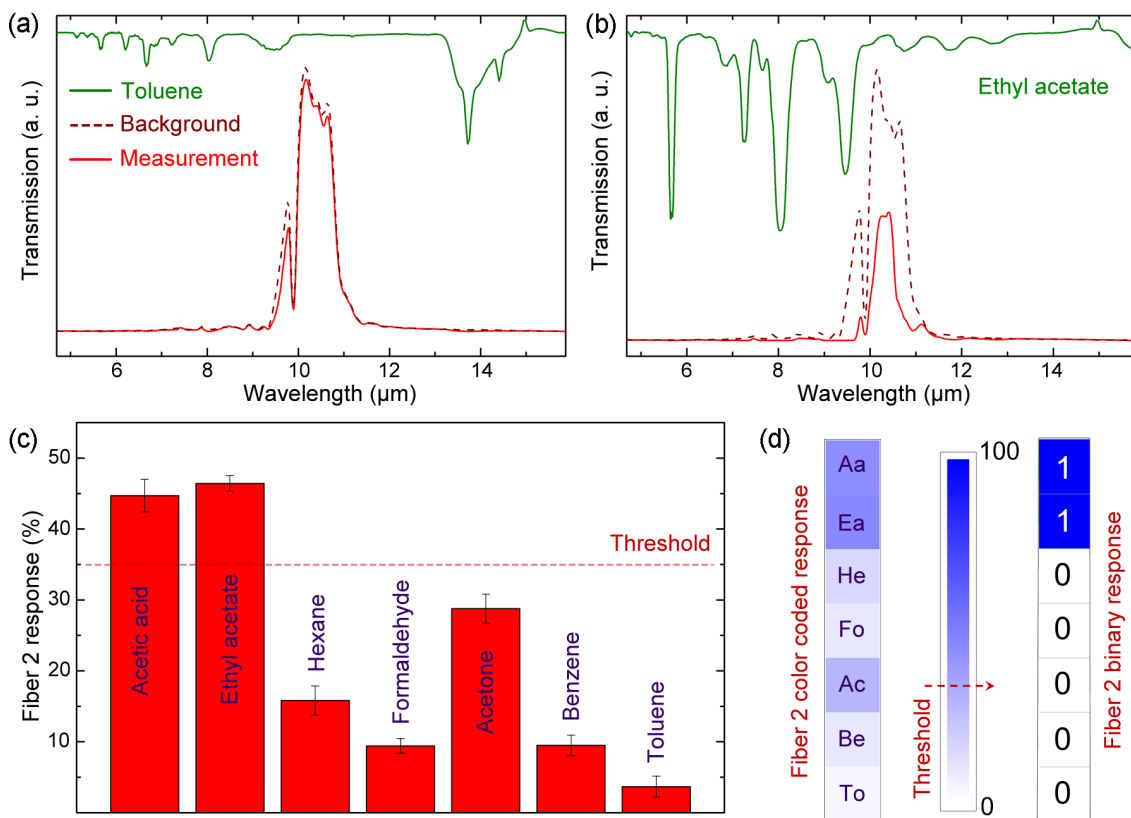 (a)
Transmission (a. u.)
Toluene
Background
Measurement
6 8 10 12 14
Wavelength (µm)
(b)
Transmission (a. u.)
Ethyl acetate
6 8 10 12 14
Wavelength (µm)
(c)
Fiber 2 response (%)
50
40
30
20
10
Threshold
Acetic acid
Ethyl acetate
Hexane
Formaldehyde
Acetone
Benzene
Toluene
(d)
Fiber 2 color coded response
Aa
Ea
He
Fo
Ac
Be
To
100
0
Threshold
1
1
0
0
0
0
0
Fiber 2 binary response